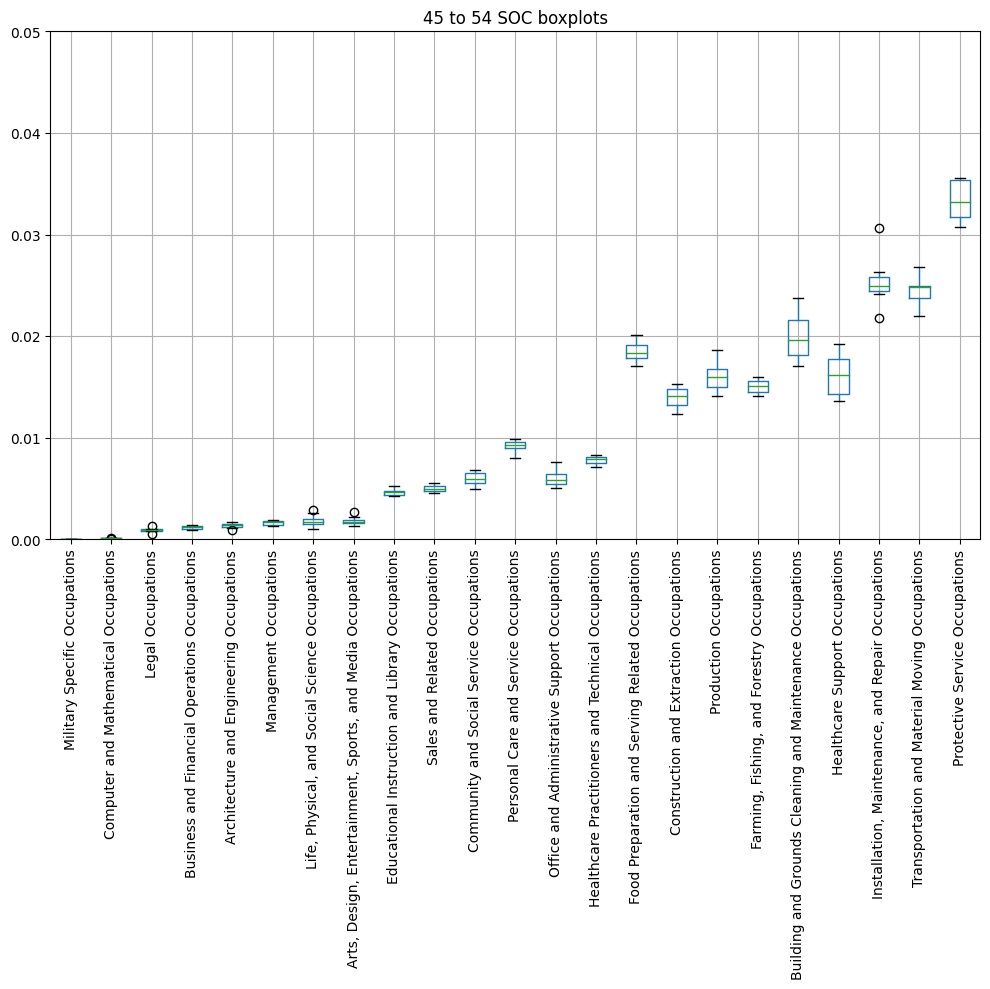 45 to 54 SOC boxplots
0.05
0.04
0.03
0.02
0.01
0.00
Military Specific Occupations
Computer and Mathematical Occupations
Legal Occupations
Business and Financial Operations Occupations
Architecture and Engineering Occupations
Management Occupations
Life, Physical, and Social Science Occupations
Arts, Design, Entertainment, Sports, and Media Occupations
Educational Instruction and Library Occupations
Sales and Related Occupations
Community and Social Service Occupations
Personal Care and Service Occupations
Office and Administrative Support Occupations
Healthcare Practitioners and Technical Occupations
Food Preparation and Serving Related Occupations
Construction and Extraction Occupations
Production Occupations
Farming, Fishing, and Forestry Occupations
Building and Grounds Cleaning and Maintenance Occupations
Healthcare Support Occupations
Installation, Maintenance, and Repair Occupations
Transportation and Material Moving Occupations
Protective Service Occupations